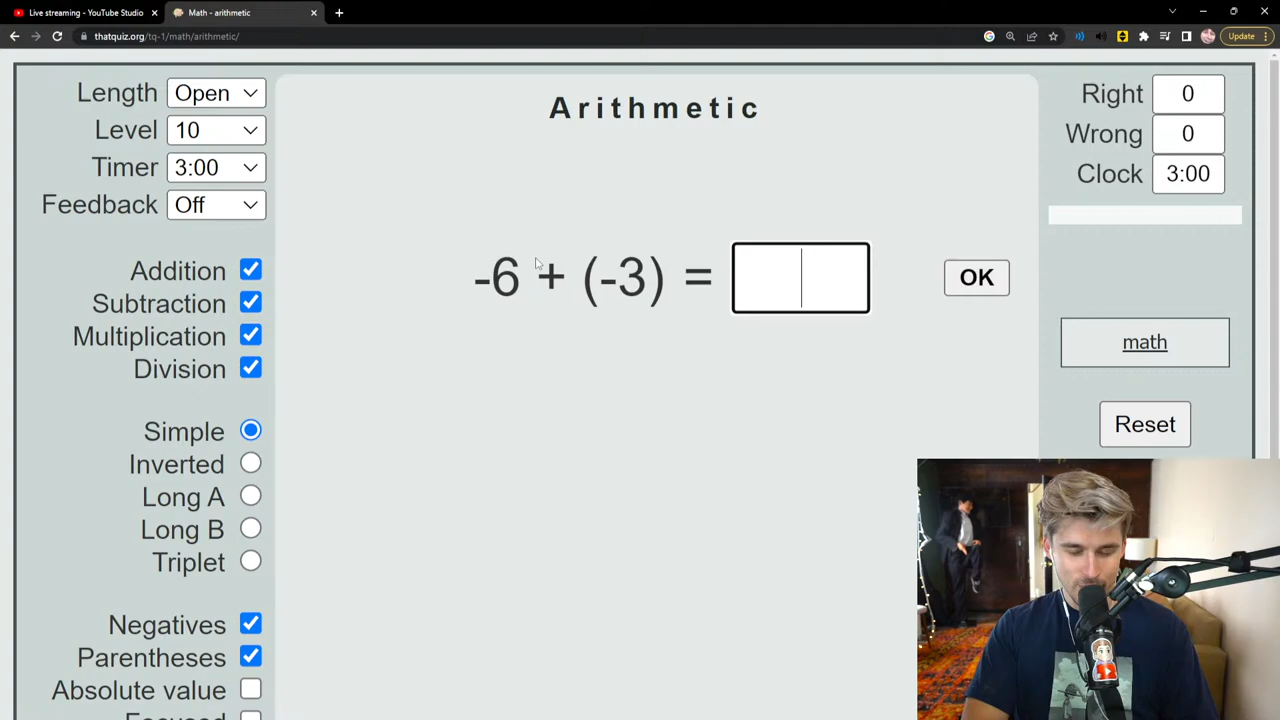 Live streaming - YouTube Studio
Math - arithmetic
thatquiz.org/tq-1/math/arithmetic/
Update
Length Open
Level 10
Timer 3:00
Feedback Off
Addition
Subtraction
Multiplication
Division
Simple
Inverted
Long A
Long B
Triplet
Negatives
Parentheses
Absolute value
Focused
Arithmetic
-6 + (-3) =
OK
Right 0
Wrong 0
Clock 3:00
math
Reset